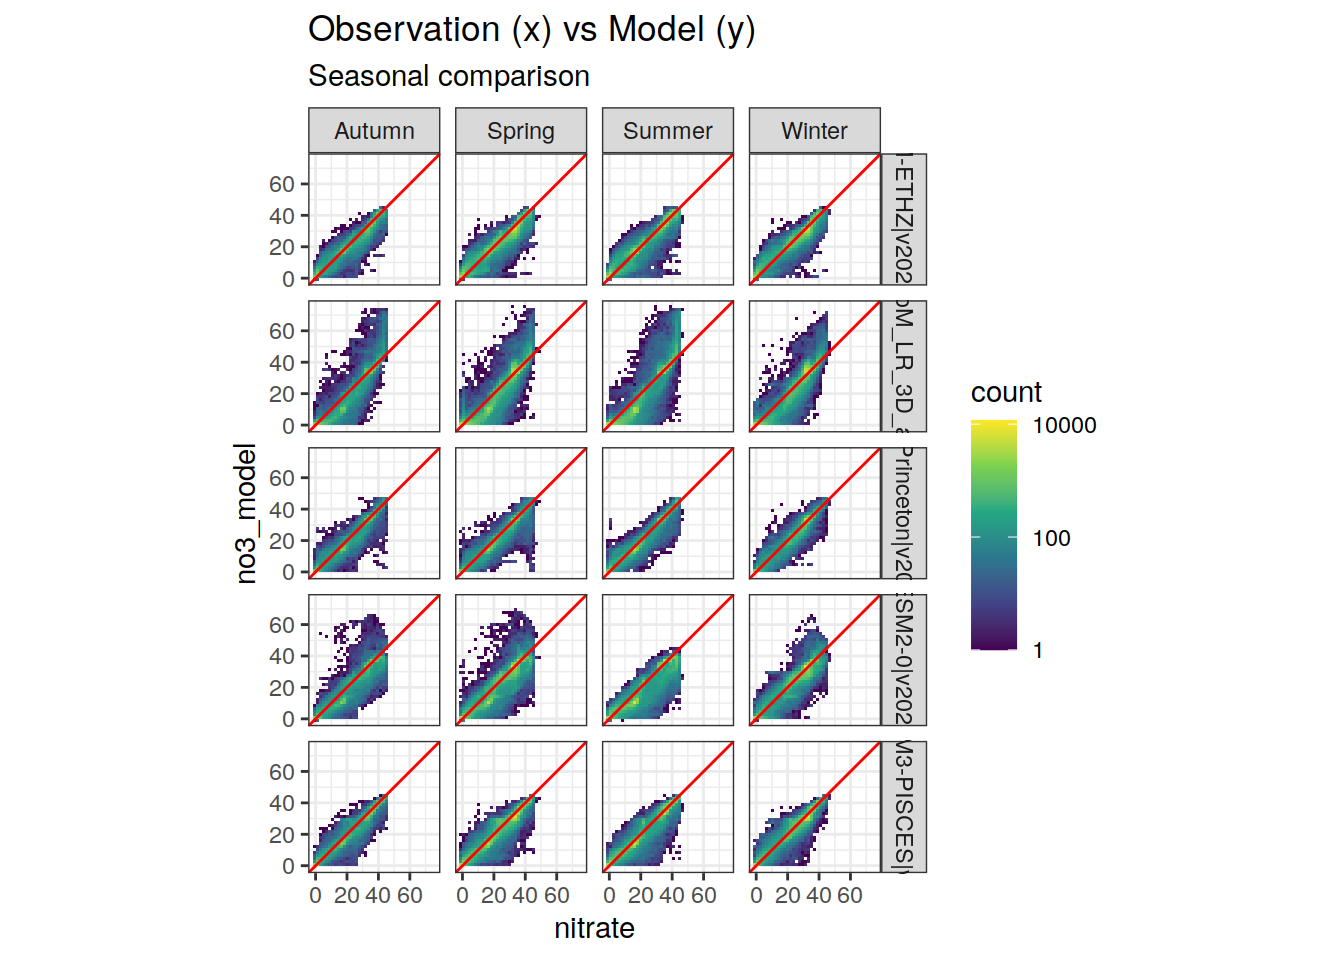 Observation (x) vs Model (y)
Seasonal comparison
Autumn Spring Summer Winter
60
40
20
0
-ETHZ|v202
60
40
20
0
M_LR_3D_
60
40
20
0
Princeton|v20
60
40
20
0
SM2-0|v202
60
40
20
0
M3-PISCES|
0 20 40 60 0 20 40 60 0 20 40 60 0 20 40 60
nitrate
no3_model
count
10000
100
1